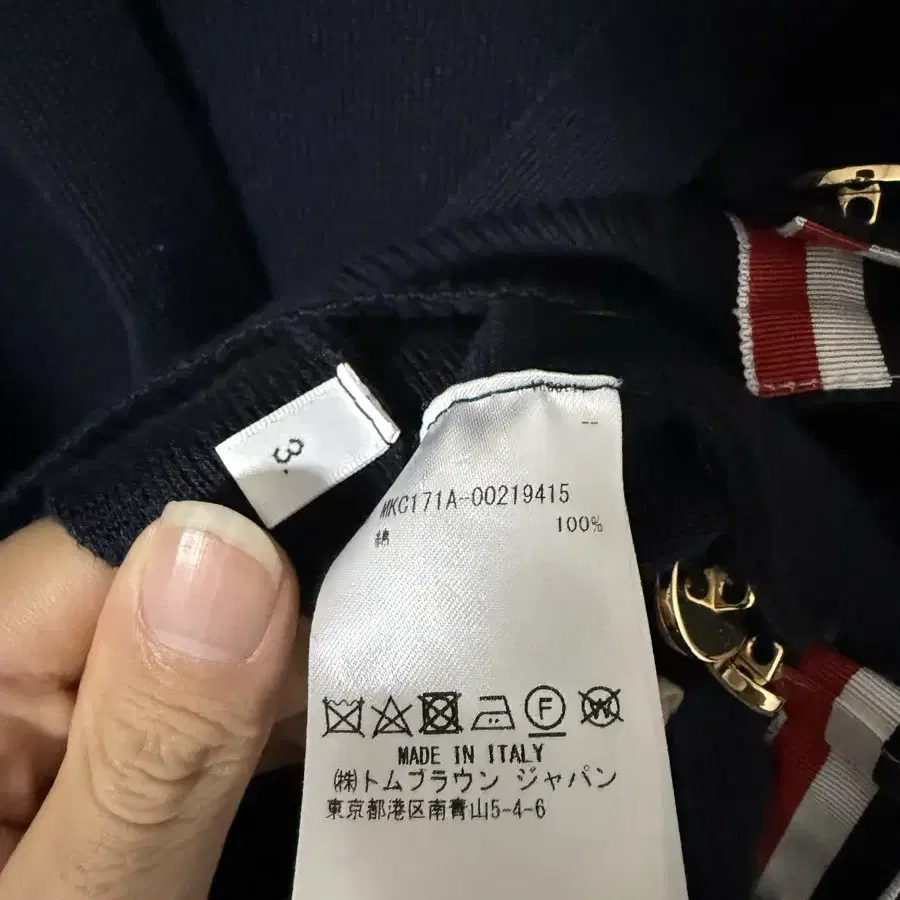 3.
MKC171A-00219415
綿 100%
F
W
MADE IN ITALY
㈱トムブラウン ジャパン
東京都港区南青山5-4-6